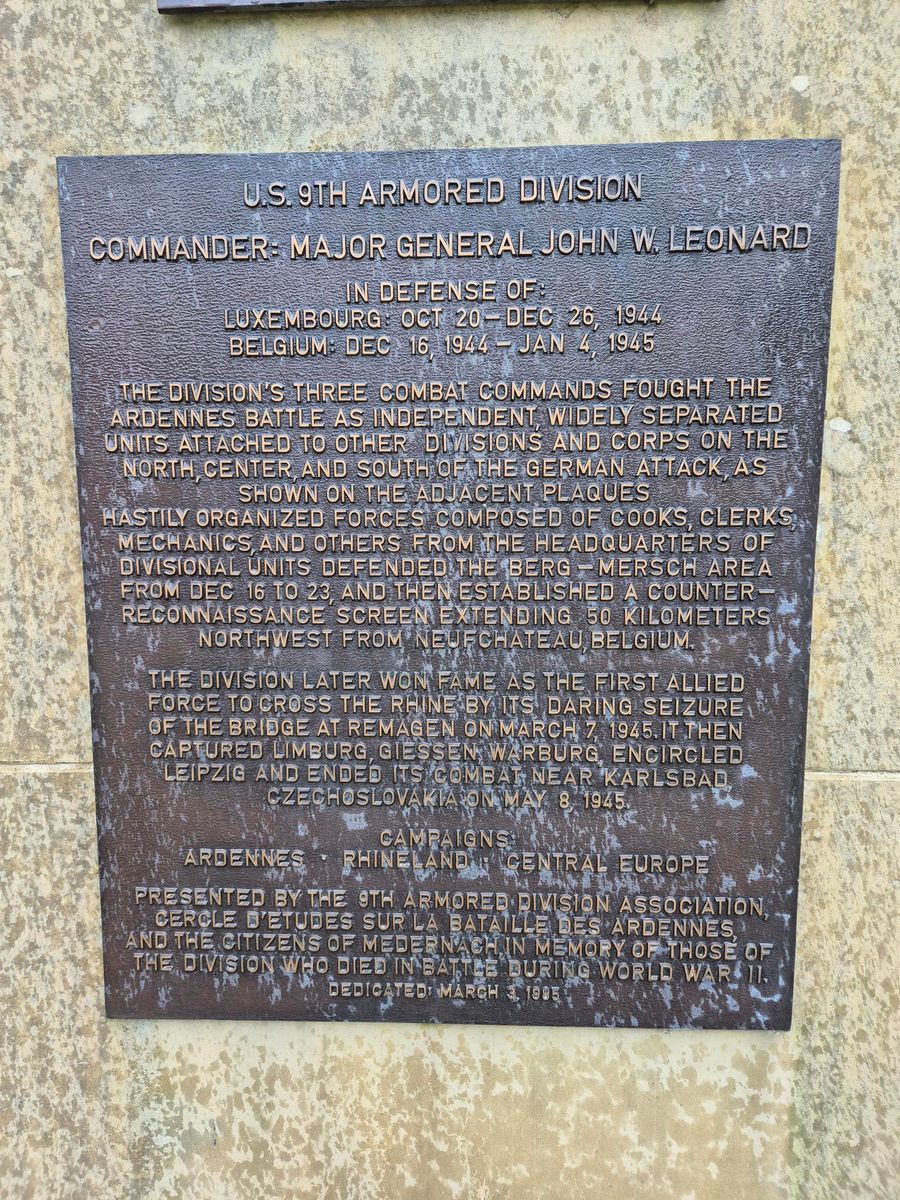 U.S. 9TH ARMORED DIVISION
COMMANDER: MAJOR GENERAL JOHN W. LEONARD
IN DEFENSE OF:
LUXEMBOURG: OCT 20 – DEC 26, 1944
BELGIUM: DEC 16, 1944 – JAN 4, 1945
THE DIVISION'S THREE COMBAT COMMANDS FOUGHT THE
ARDENNES BATTLE AS INDEPENDENT, WIDELY SEPARATED
UNITS ATTACHED TO OTHER DIVISIONS AND CORPS ON THE
NORTH, CENTER, AND SOUTH OF THE GERMAN ATTACK, AS
SHOWN ON THE ADJACENT PLAQUES
HASTILY ORGANIZED FORCES COMPOSED OF COOKS, CLERKS,
MECHANICS, AND OTHERS FROM THE HEADQUARTERS OF
DIVISIONAL UNITS DEFENDED THE BERG – MERSCH AREA
FROM DEC 16 TO 23, AND THEN ESTABLISHED A COUNTER –
RECONNAISSANCE SCREEN EXTENDING 50 KILOMETERS
NORTHWEST FROM NEUFCHATEAU, BELGIUM.
THE DIVISION LATER WON FAME AS THE FIRST ALLIED
FORCE TO CROSS THE RHINE BY ITS DARING SEIZURE
OF THE BRIDGE AT REMAGEN ON MARCH 7, 1945. IT THEN
CAPTURED LIMBURG, GIESSEN, WARBURG, ENCIRCLED
LEIPZIG AND ENDED ITS COMBAT NEAR KARLSBAD,
CZECHOSLOVAKIA ON MAY 8, 1945.
CAMPAIGNS:
ARDENNES · RHINELAND · CENTRAL EUROPE
PRESENTED BY THE 9TH ARMORED DIVISION ASSOCIATION,
CERCLE D'ETUDES SUR LA BATAILLE DES ARDENNES,
AND THE CITIZENS OF MEDERNACH IN MEMORY OF THOSE OF
THE DIVISION WHO DIED IN BATTLE DURING WORLD WAR II.
DEDICATED: MARCH 3, 1985